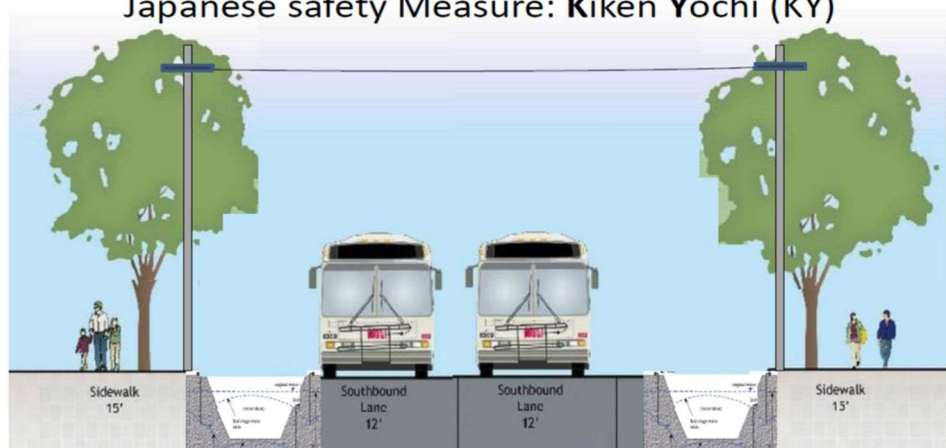 Japanese safety Measure: Kiken Yochi (KY)
Sidewalk
15'
Southbound
Lane
12'
Southbound
Lane
12'
Sidewalk
15'